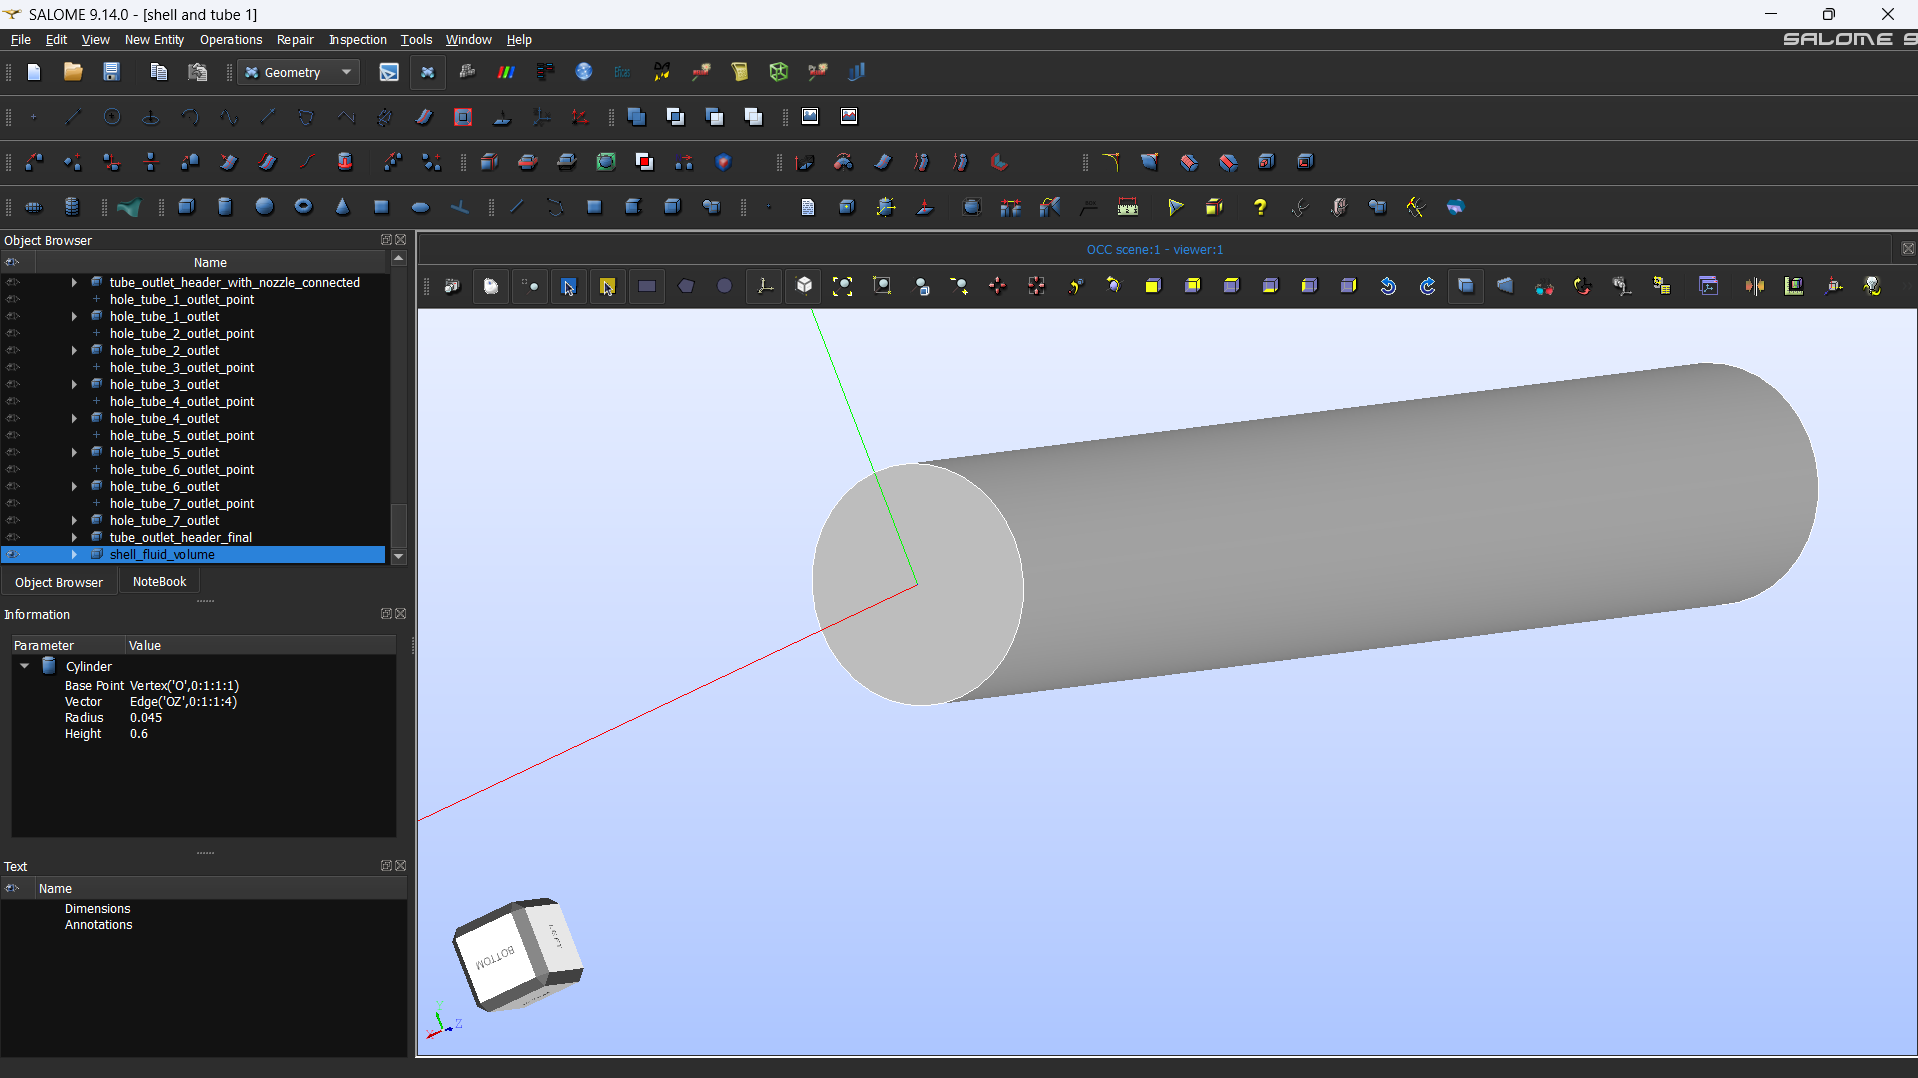 SALOME 9.14.0 - [shell and tube 1]
File Edit View New Entity Operations Repair Inspection Tools Window Help
SALOME 9
Geometry
Object Browser
Name
tube_outlet_header_with_nozzle_connected
hole_tube_1_outlet_point
hole_tube_1_outlet
hole_tube_2_outlet_point
hole_tube_2_outlet
hole_tube_3_outlet_point
hole_tube_3_outlet
hole_tube_4_outlet_point
hole_tube_4_outlet
hole_tube_5_outlet_point
hole_tube_5_outlet
hole_tube_6_outlet_point
hole_tube_6_outlet
hole_tube_7_outlet_point
hole_tube_7_outlet
tube_outlet_header_final
shell_fluid_volume
Object Browser NoteBook
Information
Parameter Value
Cylinder
Base Point Vertex('O',0:1:1:1)
Vector Edge('OZ',0:1:1:4)
Radius 0.045
Height 0.6
Text
Name
Dimensions
Annotations
OCC scene:1 - viewer:1
LEFT
BOTTOM
Z
X